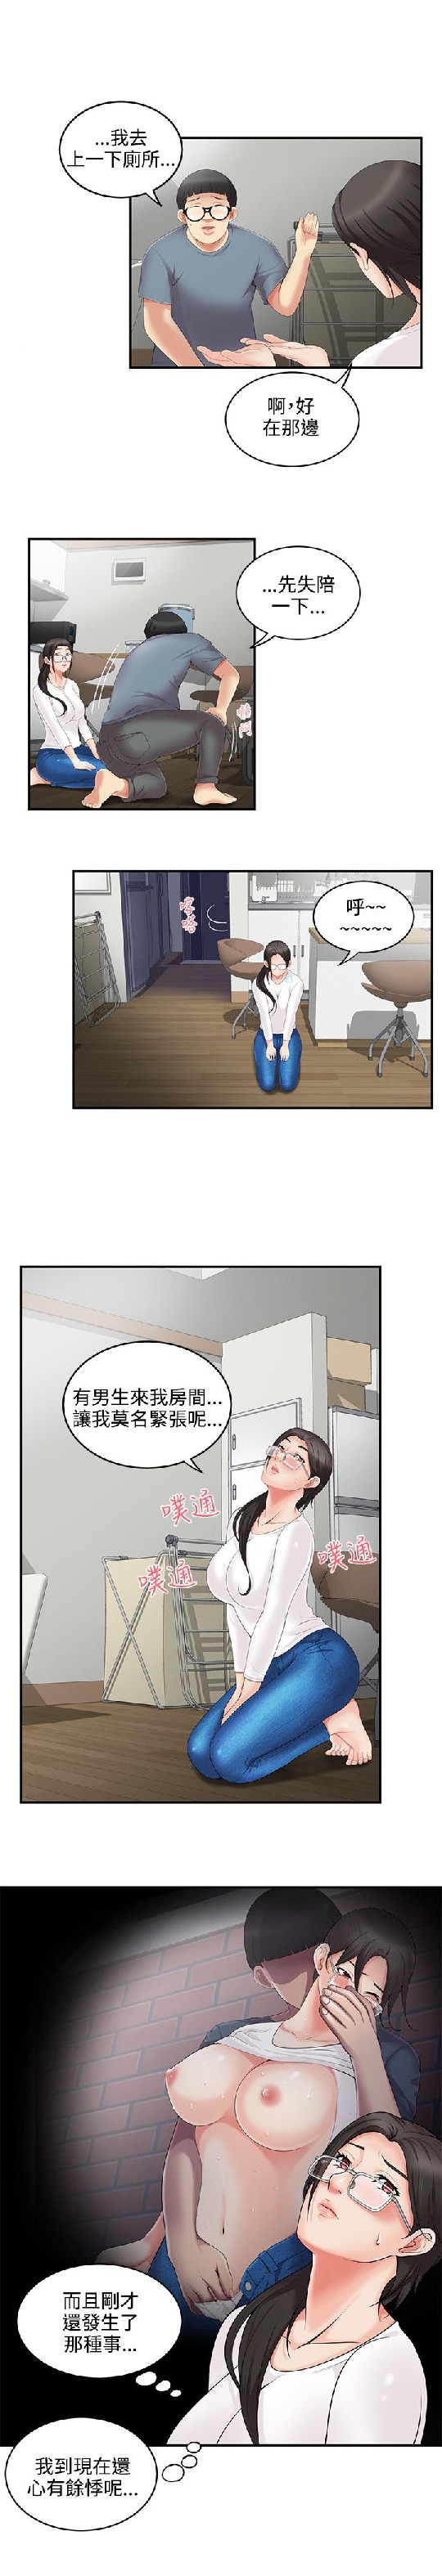 ...我去
上一下廁所...
啊,好
在那邊
...先失陪
一下...
呼~~
~~~~~
有男生來我房間...
讓我莫名緊張呢...
噗通
噗通
噗通
而且剛才
還發生了
那種事...
我到現在還
心有餘悸呢...